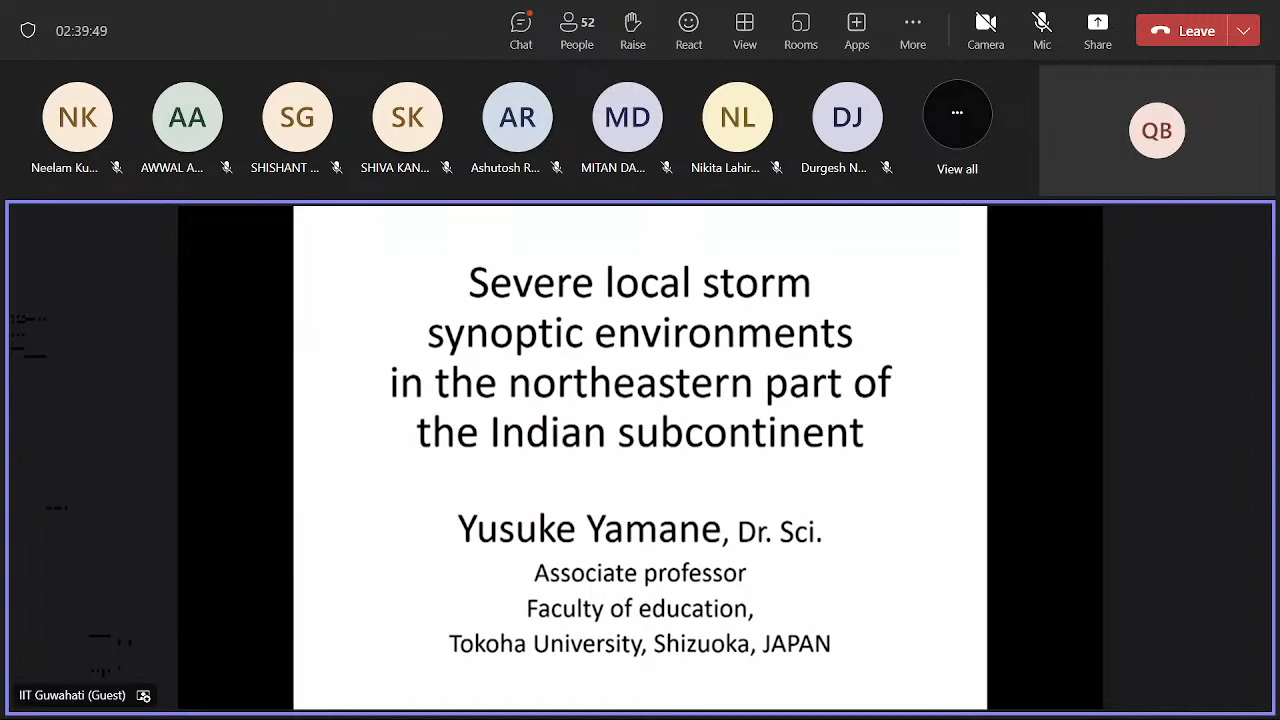 02:39:49
Chat
52
People
Raise
React
View
Rooms
Apps
More
Camera
Mic
Share
Leave
NK
AA
SG
SK
AR
MD
NL
DJ
QB
Neelam Ku...
AWWAL A...
SHISHANT ...
SHIVA KAN...
Ashutosh R...
MITAN DA...
Nikita Lahir...
Durgesh N...
View all
Severe local storm
synoptic environments
in the northeastern part of
the Indian subcontinent
Yusuke Yamane, Dr. Sci.
Associate professor
Faculty of education,
Tokoha University, Shizuoka, JAPAN
IIT Guwahati (Guest)